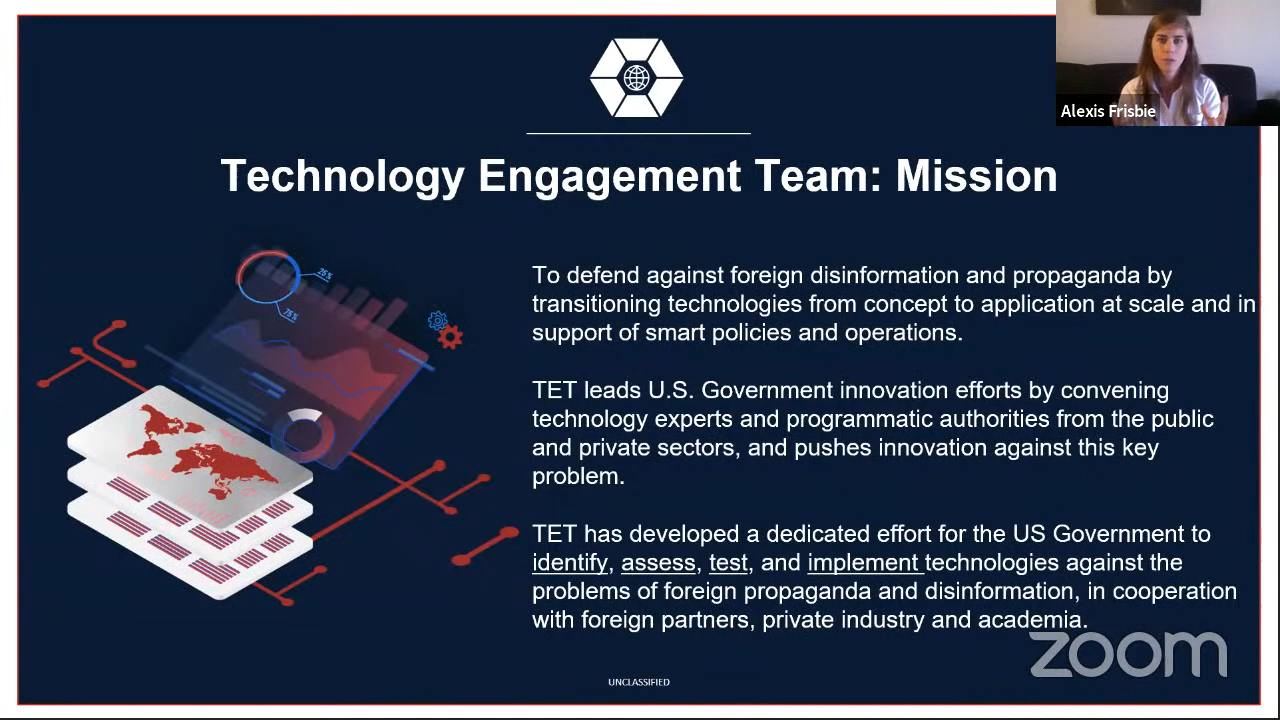 Alexis Frisbie
Technology Engagement Team: Mission
25%
75%
To defend against foreign disinformation and propaganda by
transitioning technologies from concept to application at scale and in
support of smart policies and operations.
TET leads U.S. Government innovation efforts by convening
technology experts and programmatic authorities from the public
and private sectors, and pushes innovation against this key
problem.
TET has developed a dedicated effort for the US Government to
identify, assess, test, and implement technologies against the
problems of foreign propaganda and disinformation, in cooperation
with foreign partners, private industry and academia.
zoom
UNCLASSIFIED